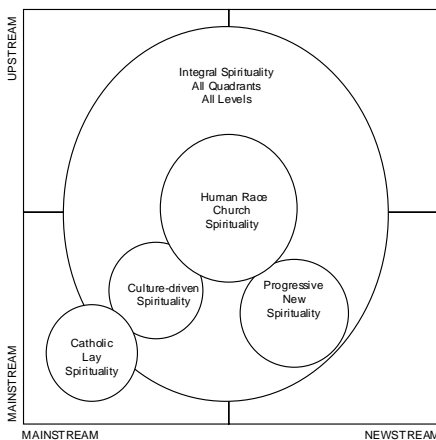 UPSTREAM
Integral Spirituality
All Quadrants
All Levels
Human Race
Church
Spirituality
Culture-driven
Spirituality
Progressive
New
Spirituality
Catholic
Lay
Spirituality
MAINSTREAM
MAINSTREAM
NEWSTREAM